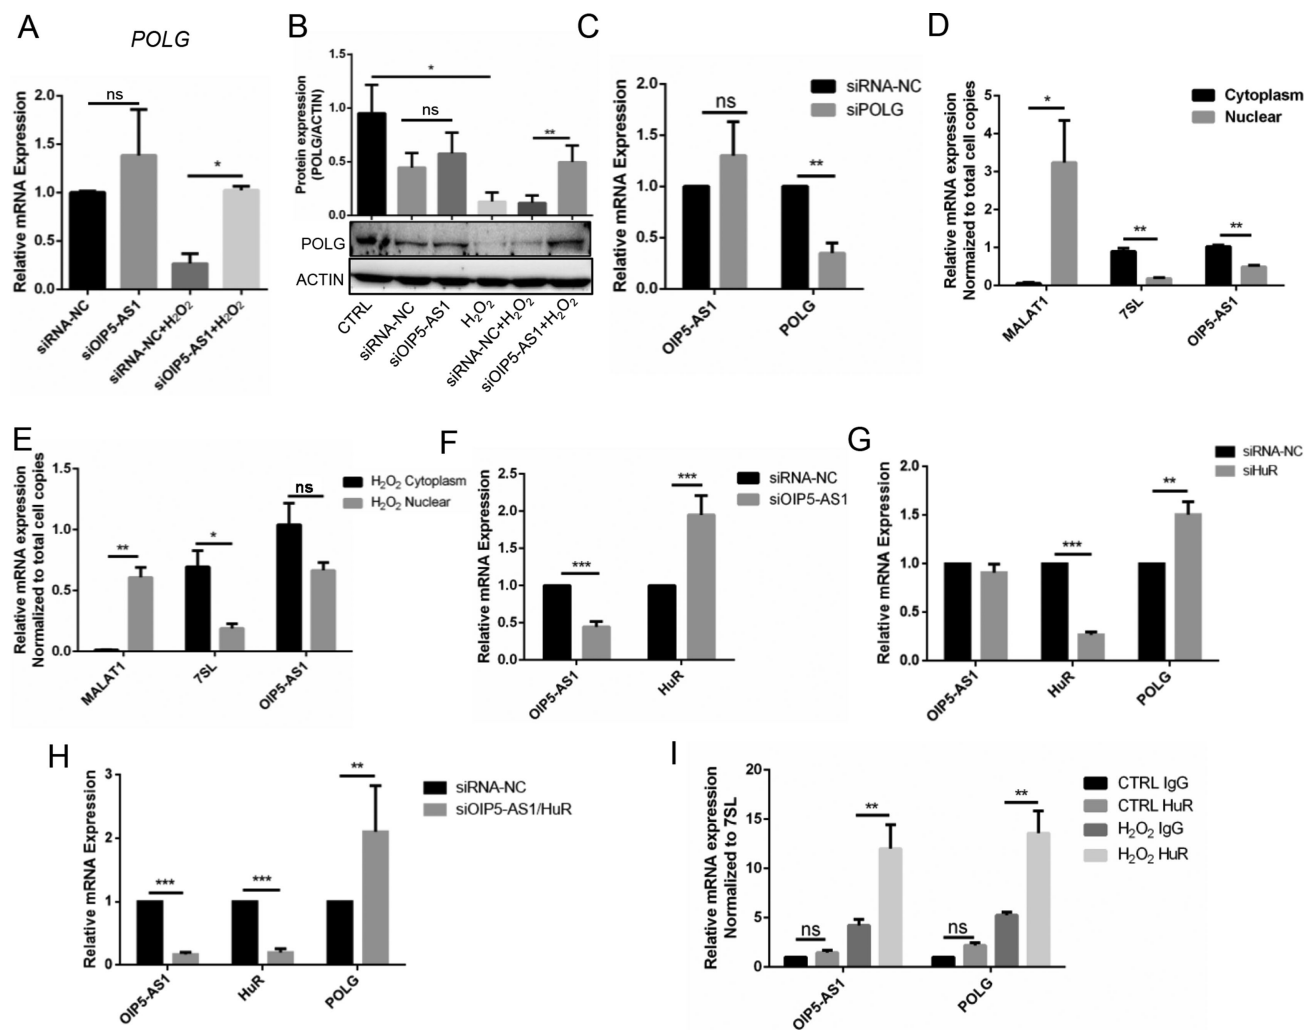 A
POLG
Relative mRNA Expression
2.0
1.5
1.0
0.5
0.0
ns
*
siRNA-NC
siOIP5-AS1
siRNA-NC+H₂O₂
siOIP5-AS1+H₂O₂
B
Protein expression
(POLG/ACTIN)
1.5
1.0
0.5
0.0
*
ns
**
POLG
ACTIN
CTRL
siRNA-NC
siOIP5-AS1
H₂O₂
siRNA-NC+H₂O₂
siOIP5-AS1+H₂O₂
C
Relative mRNA Expression
2.0
1.5
1.0
0.5
0.0
ns
**
siRNA-NC
siPOLG
OIP5-AS1
POLG
D
Relative mRNA expression
Normized to total cell copies
5
4
3
2
1
0
*
**
**
Cytoplasm
Nuclear
MALAT1
7SL
OIP5-AS1
E
Relative mRNA expression
Normalized to total cell copies
1.5
1.0
0.5
0.0
**
*
ns
H₂O₂ Cytoplasm
H₂O₂ Nuclear
MALAT1
7SL
OIP5-AS1
F
Relative mRNA Expression
2.5
2.0
1.5
1.0
0.5
0.0
***
***
siRNA-NC
siOIP5-AS1
OIP5-AS1
HuR
G
Relative mRNA Expression
2.0
1.5
1.0
0.5
0.0
***
**
siRNA-NC
siHuR
OIP5-AS1
HuR
POLG
H
Relative mRNA Expression
3
2
1
0
***
***
**
siRNA-NC
siOIP5-AS1/HuR
OIP5-AS1
HuR
POLG
I
Relative mRNA expression
Normalized to 7SL
20
15
10
5
0
ns
**
ns
**
CTRL IgG
CTRL HuR
H₂O₂ IgG
H₂O₂ HuR
OIP5-AS1
POLG